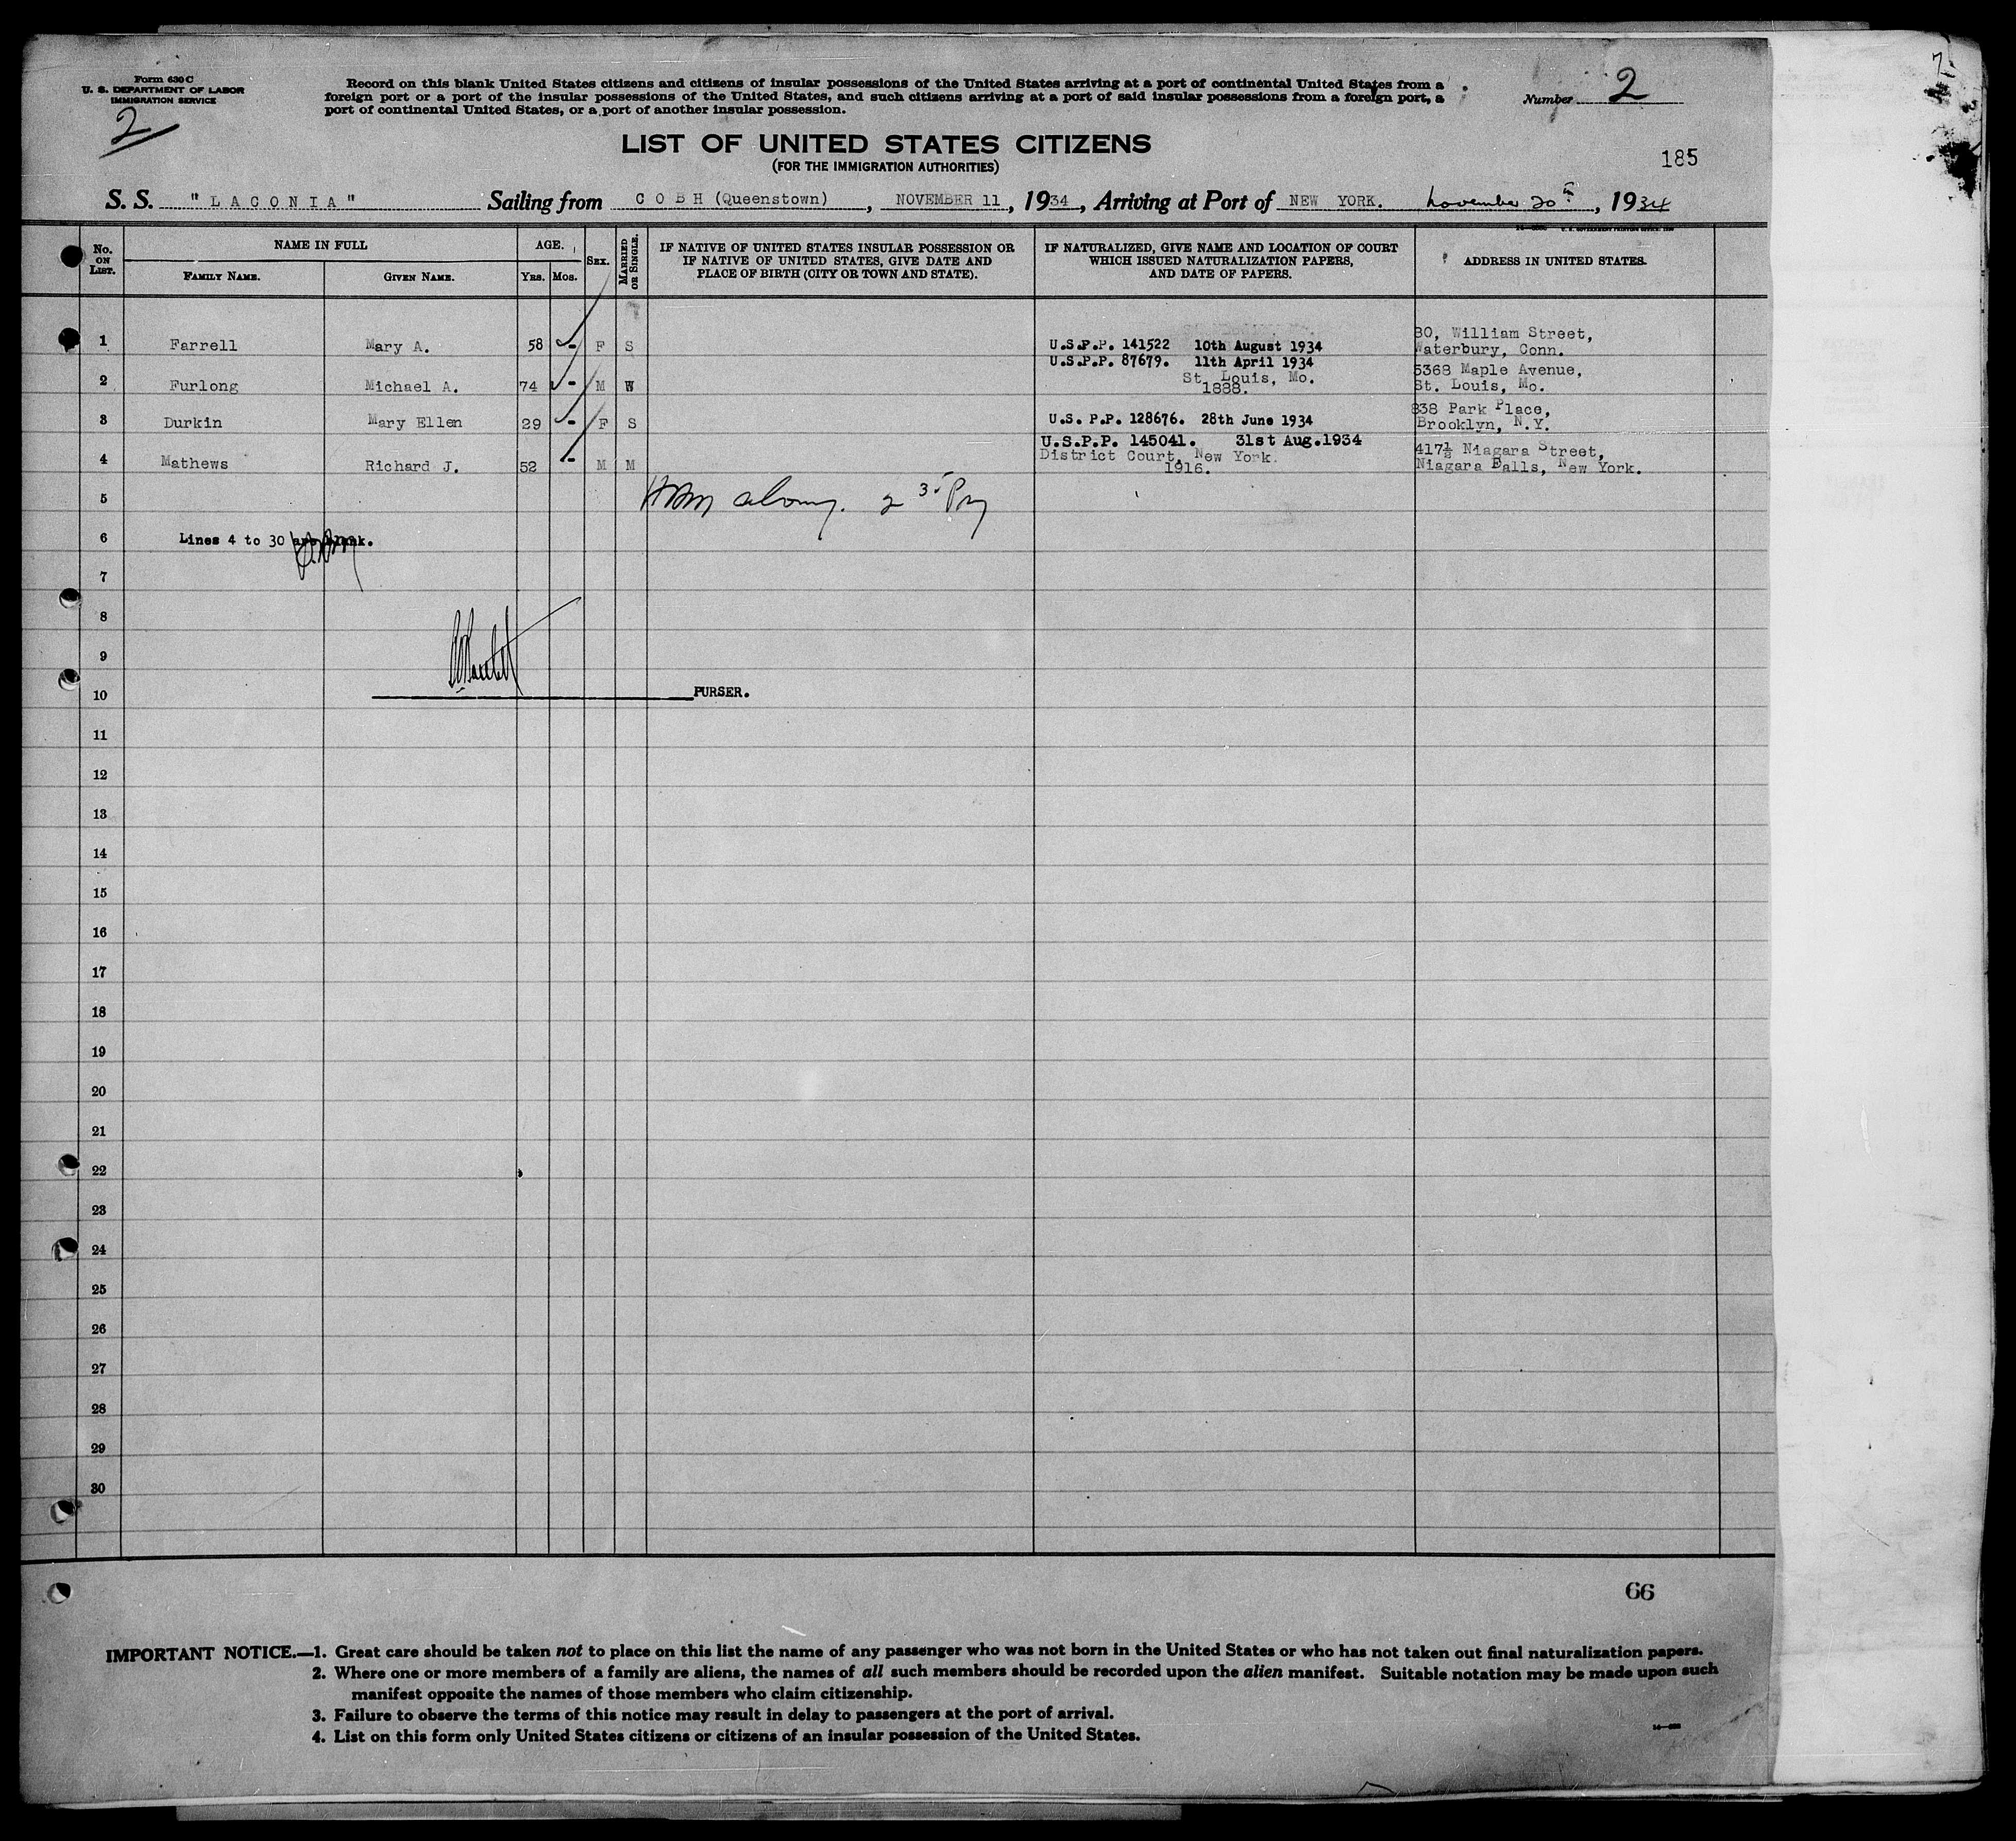 Form 630 C
U. S. DEPARTMENT OF LABOR
IMMIGRATION SERVICE
2
Record on this blank United States citizens and citizens of insular possessions of the United States arriving at a port of continental United States from a
foreign port or a port of the insular possessions of the United States, and such citizens arriving at a port of said insular possessions from a foreign port, a
port of continental United States, or a port of another insular possession.
Number 2
LIST OF UNITED STATES CITIZENS
(FOR THE IMMIGRATION AUTHORITIES)
185
S. S. "LACONIA" Sailing from COBH (Queenstown), NOVEMBER 11, 1934, Arriving at Port of NEW YORK. November 20th, 1934
No. ON LIST.
NAME IN FULL
FAMILY NAME. GIVEN NAME.
AGE.
YRS. MOS.
SEX.
MARRIED OR SINGLE.
IF NATIVE OF UNITED STATES INSULAR POSSESSION OR
IF NATIVE OF UNITED STATES, GIVE DATE AND
PLACE OF BIRTH (CITY OR TOWN AND STATE).
IF NATURALIZED, GIVE NAME AND LOCATION OF COURT
WHICH ISSUED NATURALIZATION PAPERS,
AND DATE OF PAPERS.
ADDRESS IN UNITED STATES.
1 Farrell Mary A. 58 - F S U.S.P.P. 141522 10th August 1934 80, William Street,
Waterbury, Conn.
U.S.P.P. 87679. 11th April 1934
2 Furlong Michael A. 74 - M W St. Louis, Mo. 5368 Maple Avenue,
1888. St. Louis, Mo.
3 Durkin Mary Ellen 29 - F S U.S. P.P. 128676. 28th June 1934 838 Park Place,
Brooklyn, N.Y.
U.S.P.P. 145041. 31st Aug.1934
4 Mathews Richard J. 52 - M M District Court, New York. 417½ Niagara Street,
1916. Niagara Falls, New York.
5
6 Lines 4 to 30 are blank.
7
8
9
10 PURSER.
11
12
13
14
15
16
17
18
19
20
21
22
23
24
25
26
27
28
29
30
66
IMPORTANT NOTICE.—1. Great care should be taken not to place on this list the name of any passenger who was not born in the United States or who has not taken out final naturalization papers.
2. Where one or more members of a family are aliens, the names of all such members should be recorded upon the alien manifest. Suitable notation may be made upon such
manifest opposite the names of those members who claim citizenship.
3. Failure to observe the terms of this notice may result in delay to passengers at the port of arrival.
4. List on this form only United States citizens or citizens of an insular possession of the United States.